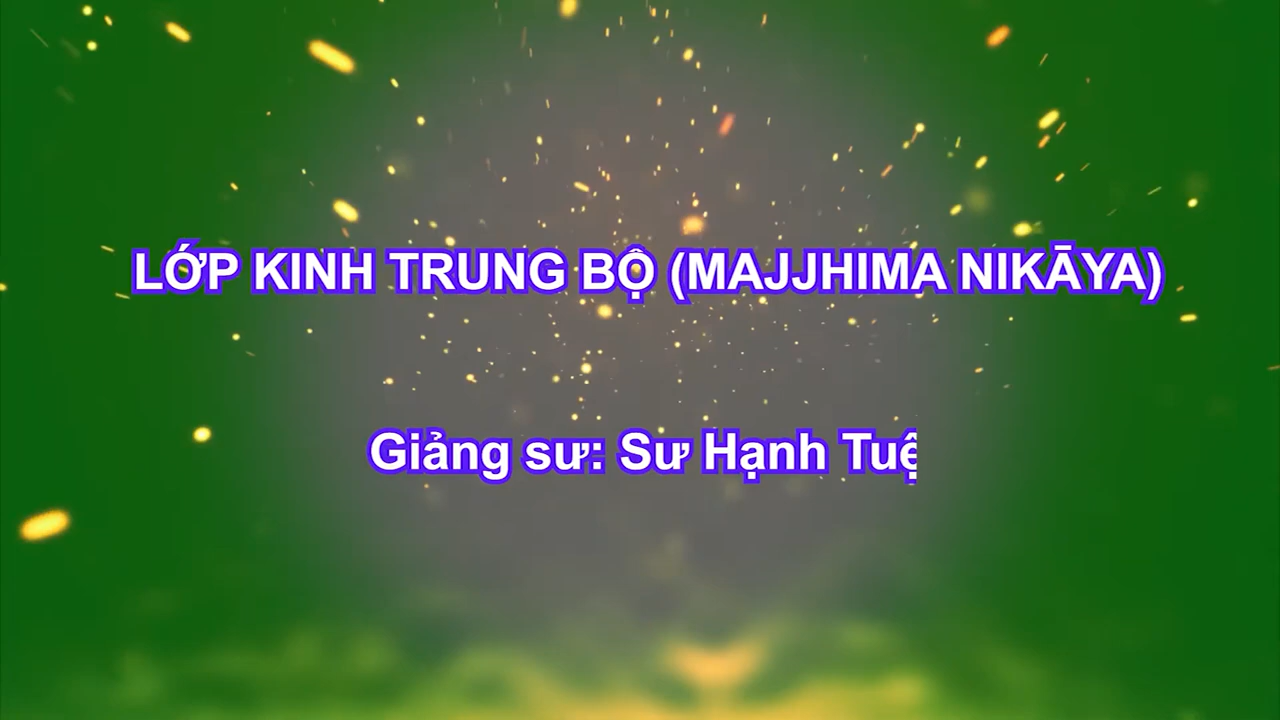 LỚP KINH TRUNG BỘ (MAJJHIMA NIKĀYA)
Giảng sư: Sư Hạnh Tuệ